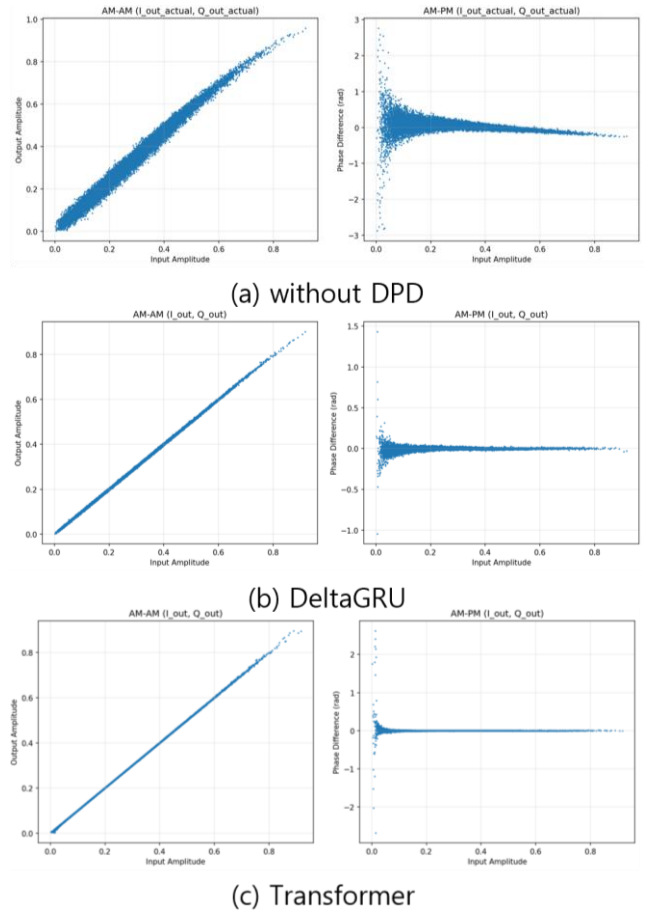 AM-AM (I_out_actual, Q_out_actual)
AM-PM (I_out_actual, Q_out_actual)
1.0
0.8
0.6
0.4
0.2
0.0
Output Amplitude
0.0 0.2 0.4 0.6 0.8
Input Amplitude
3
2
1
0
−1
−2
−3
Phase Difference (rad)
0.0 0.2 0.4 0.6 0.8
Input Amplitude
(a) without DPD
AM-AM (I_out, Q_out)
AM-PM (I_out, Q_out)
0.8
0.6
0.4
0.2
0.0
Output Amplitude
0.0 0.2 0.4 0.6 0.8
Input Amplitude
1.5
1.0
0.5
0.0
−0.5
−1.0
Phase Difference (rad)
0.0 0.2 0.4 0.6 0.8
Input Amplitude
(b) DeltaGRU
AM-AM (I_out, Q_out)
AM-PM (I_out, Q_out)
0.8
0.6
0.4
0.2
0.0
Output Amplitude
0.0 0.2 0.4 0.6 0.8
Input Amplitude
2
1
0
−1
−2
Phase Difference (rad)
0.0 0.2 0.4 0.6 0.8
Input Amplitude
(c) Transformer